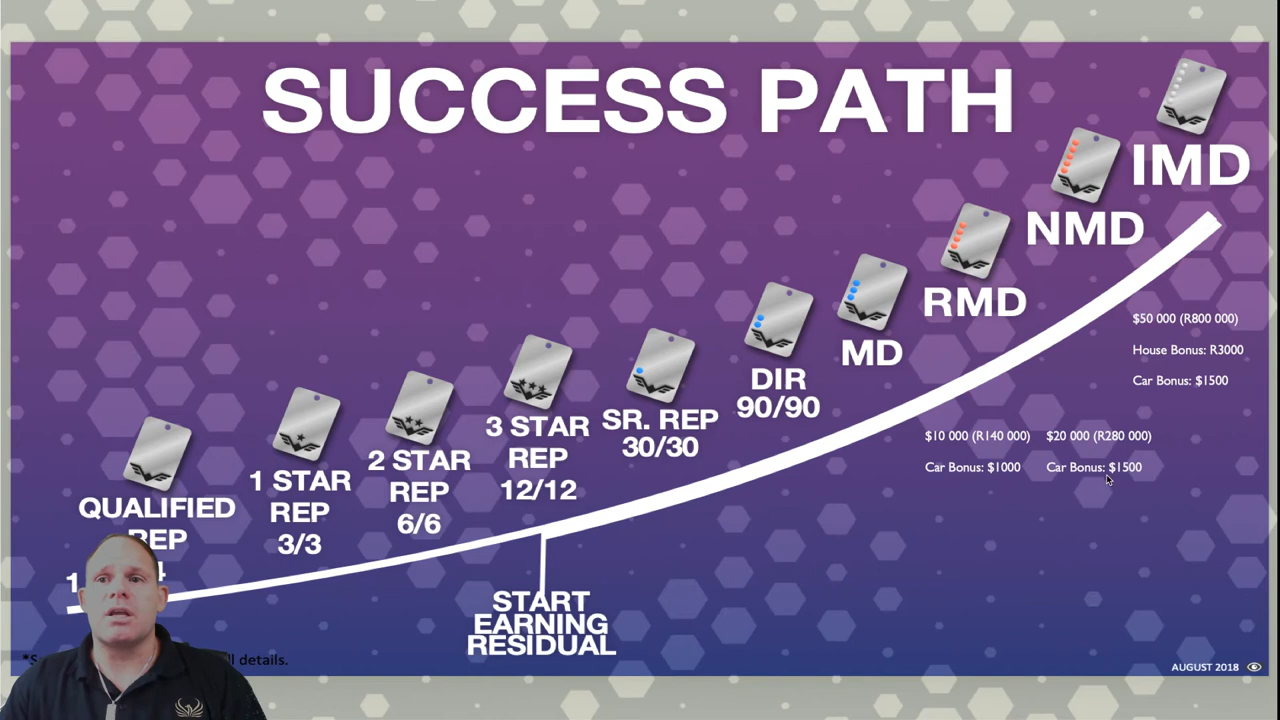 SUCCESS PATH
IMD
NMD
RMD
MD
DIR
90/90
SR. REP
30/30
3 STAR
REP
12/12
2 STAR
REP
6/6
1 STAR
REP
3/3
QUALIFIED
REP
1
4
START
EARNING
RESIDUAL
$50 000 (R800 000)
House Bonus: R3000
Car Bonus: $1500
$10 000 (R140 000)
Car Bonus: $1000
$20 000 (R280 000)
Car Bonus: $1500
details.
AUGUST 2018